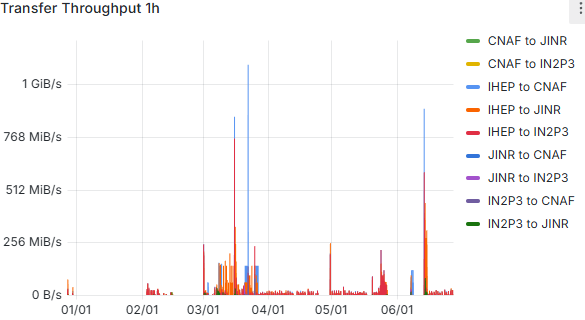 Transfer Throughput 1h
1 GiB/s
768 MiB/s
512 MiB/s
256 MiB/s
0 B/s
01/01 02/01 03/01 04/01 05/01 06/01
CNAF to JINR
CNAF to IN2P3
IHEP to CNAF
IHEP to JINR
IHEP to IN2P3
JINR to CNAF
JINR to IN2P3
IN2P3 to CNAF
IN2P3 to JINR